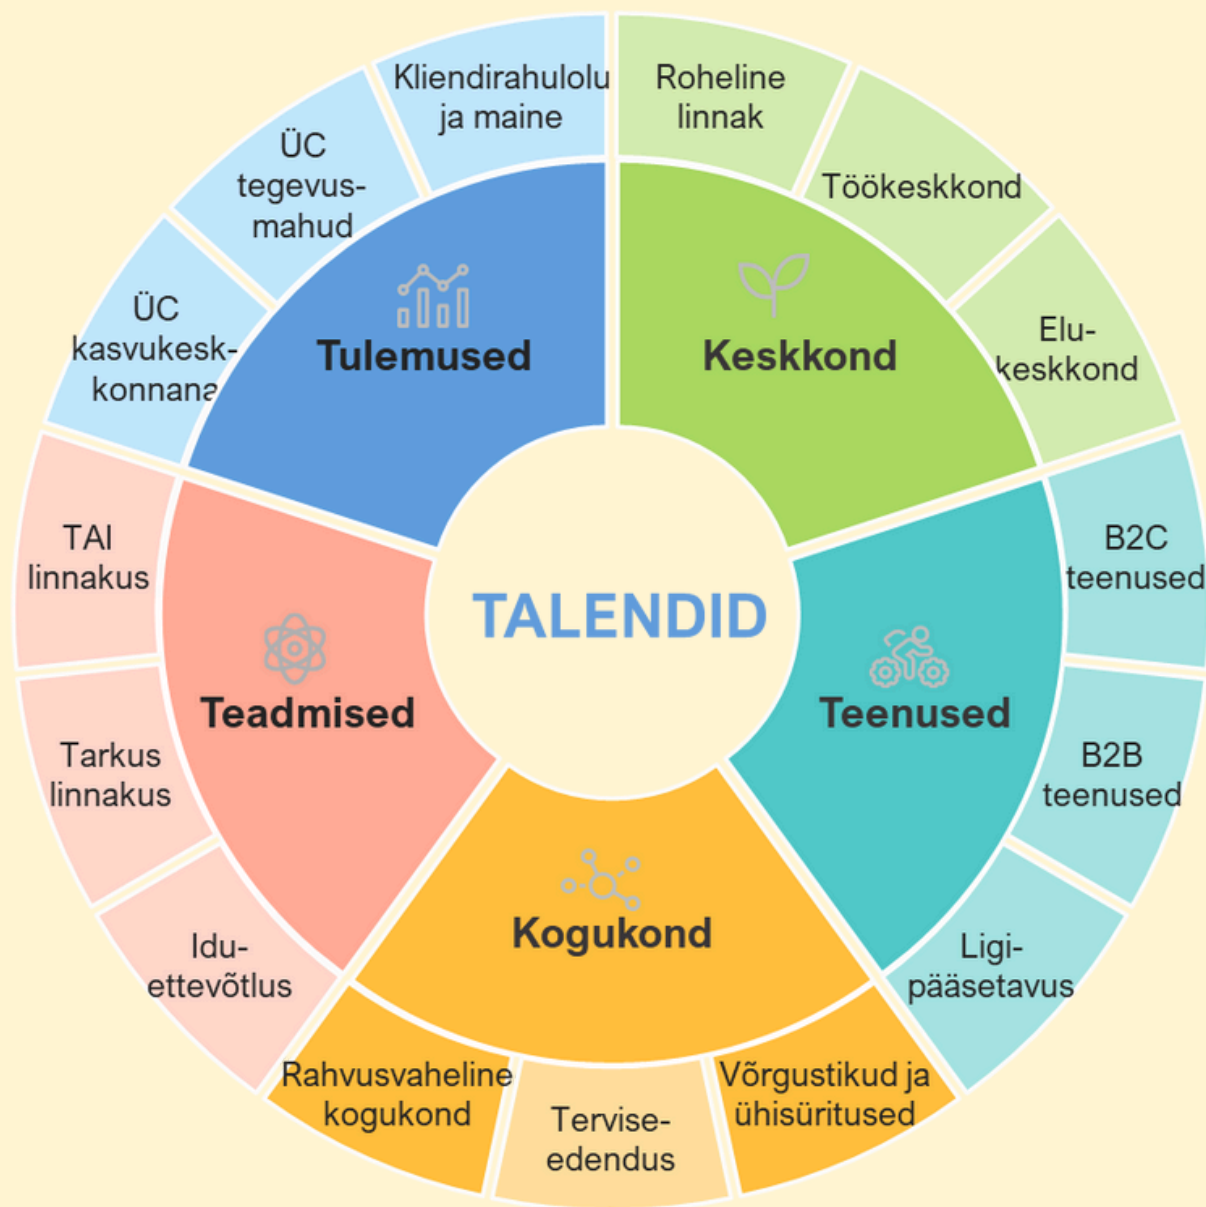 Kliendirahulolu
ja maine
Roheline
linnak
ÜC
tegevus-
mahud
Töökeskkond
ÜC
kasvukesk-
konnana
Elu-
keskkond
Tulemused
Keskkond
TAI
linnakus
B2C
teenused
TALENDID
Teadmised
Teenused
Tarkus
linnakus
B2B
teenused
Kogukond
Idu-
ettevõtlus
Ligi-
pääsetavus
Rahvusvaheline
kogukond
Tervise-
edendus
Võrgustikud ja
ühisüritused